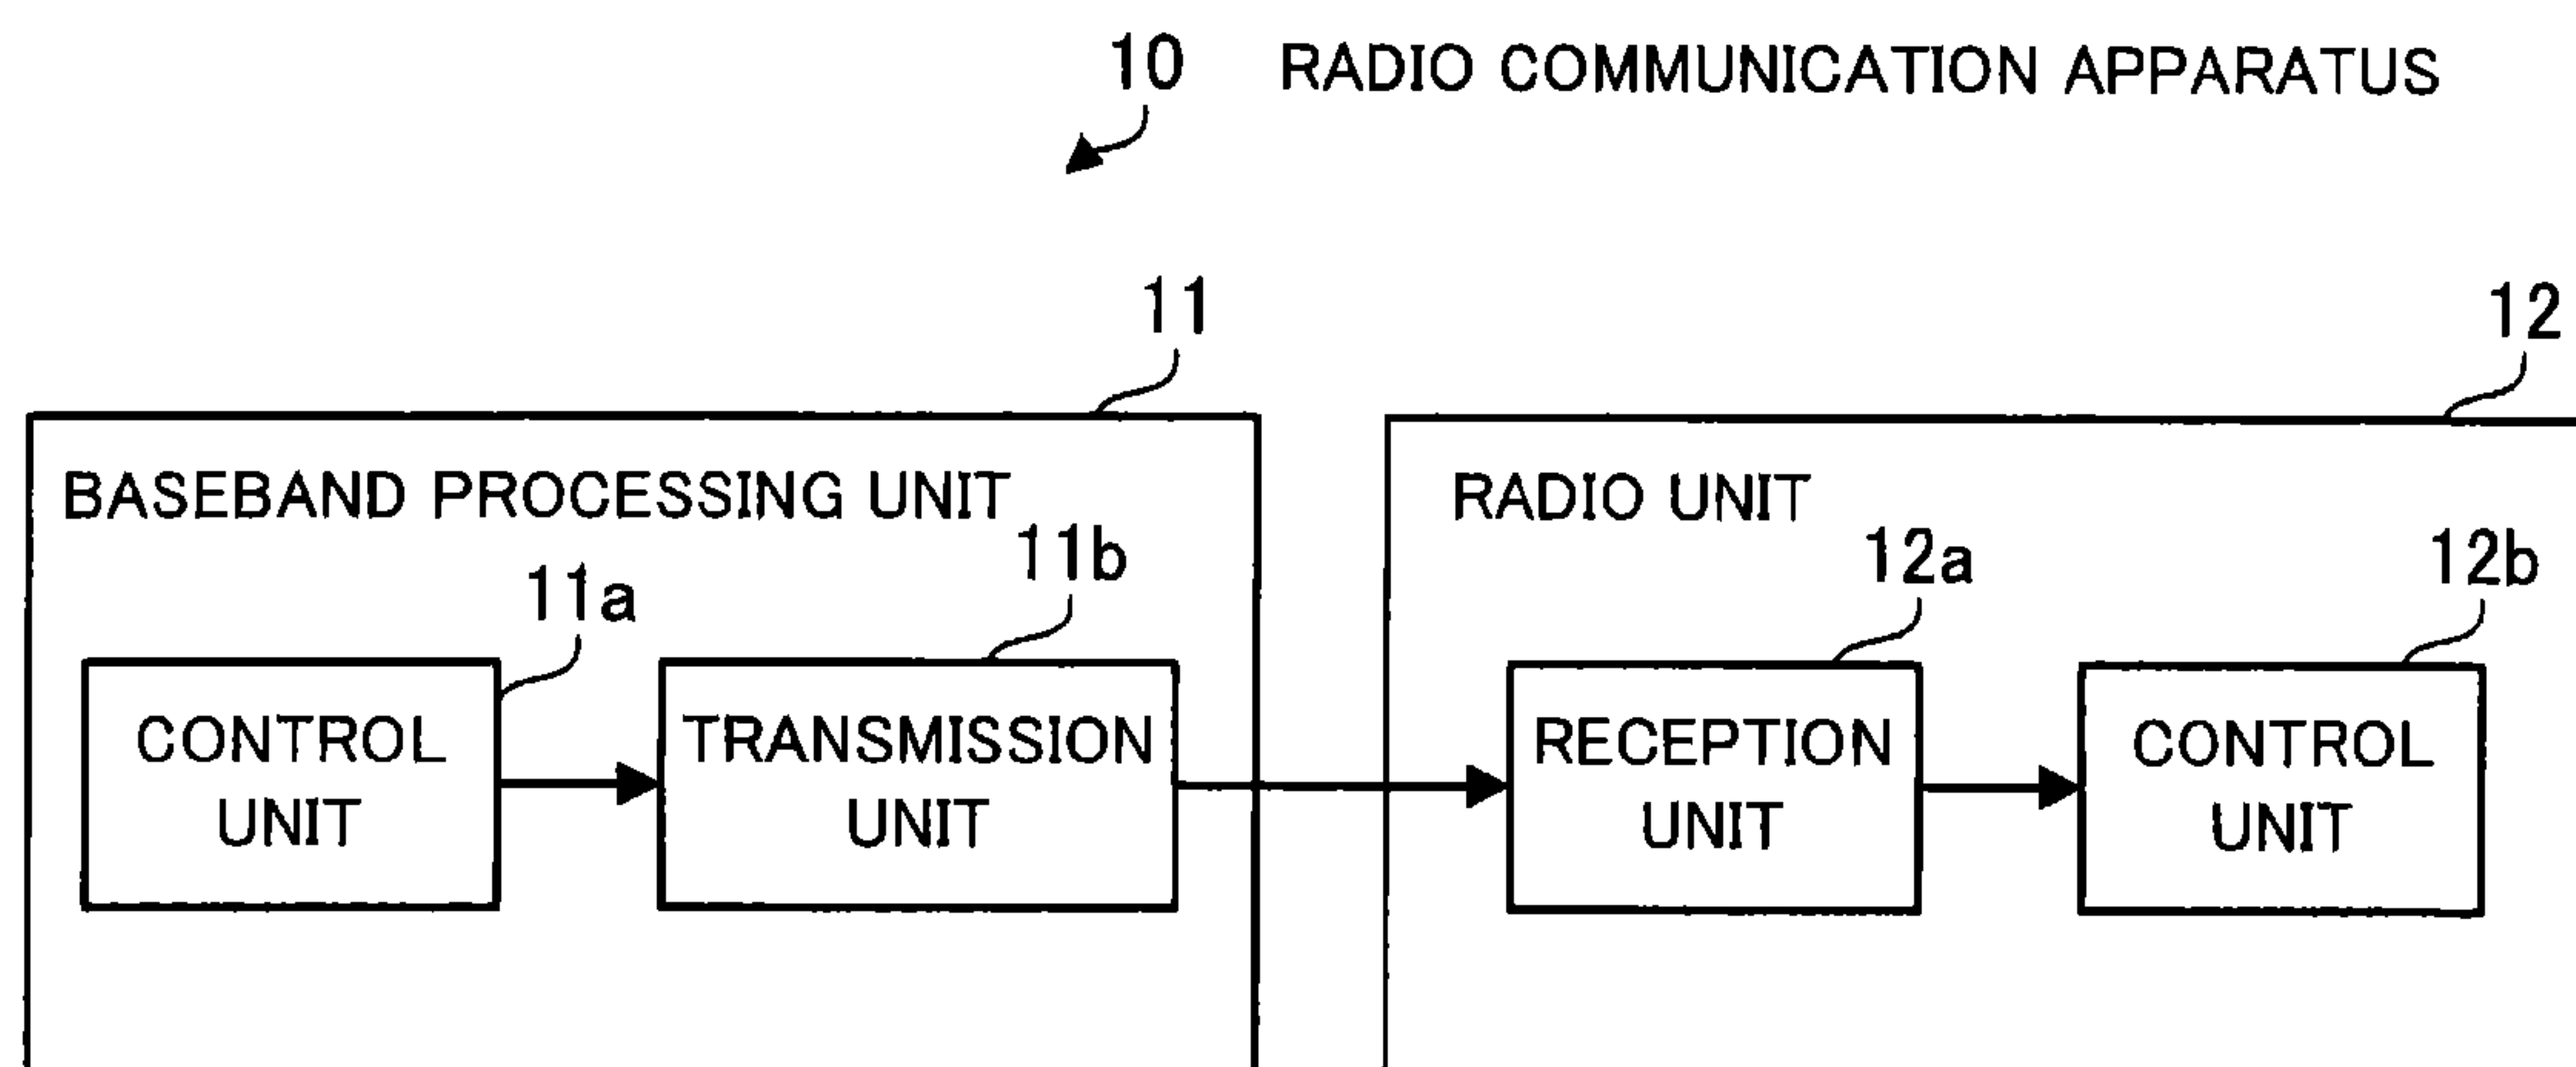 10 RADIO COMMUNICATION APPARATUS
11
12
BASEBAND PROCESSING UNIT
RADIO UNIT
11a
11b
12a
12b
CONTROL
UNIT
TRANSMISSION
UNIT
RECEPTION
UNIT
CONTROL
UNIT